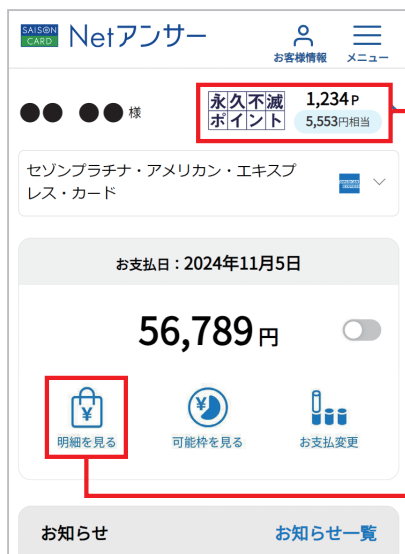 SAISON CARD Netアンサー
お客様情報 メニュー
●● ●●様
永久不滅ポイント 1,234P
5,553円相当
セゾンプラチナ・アメリカン・エキスプ
レス・カード
お支払日：2024年11月5日
56,789円
明細を見る 可能枠を見る お支払変更
お知らせ お知らせ一覧